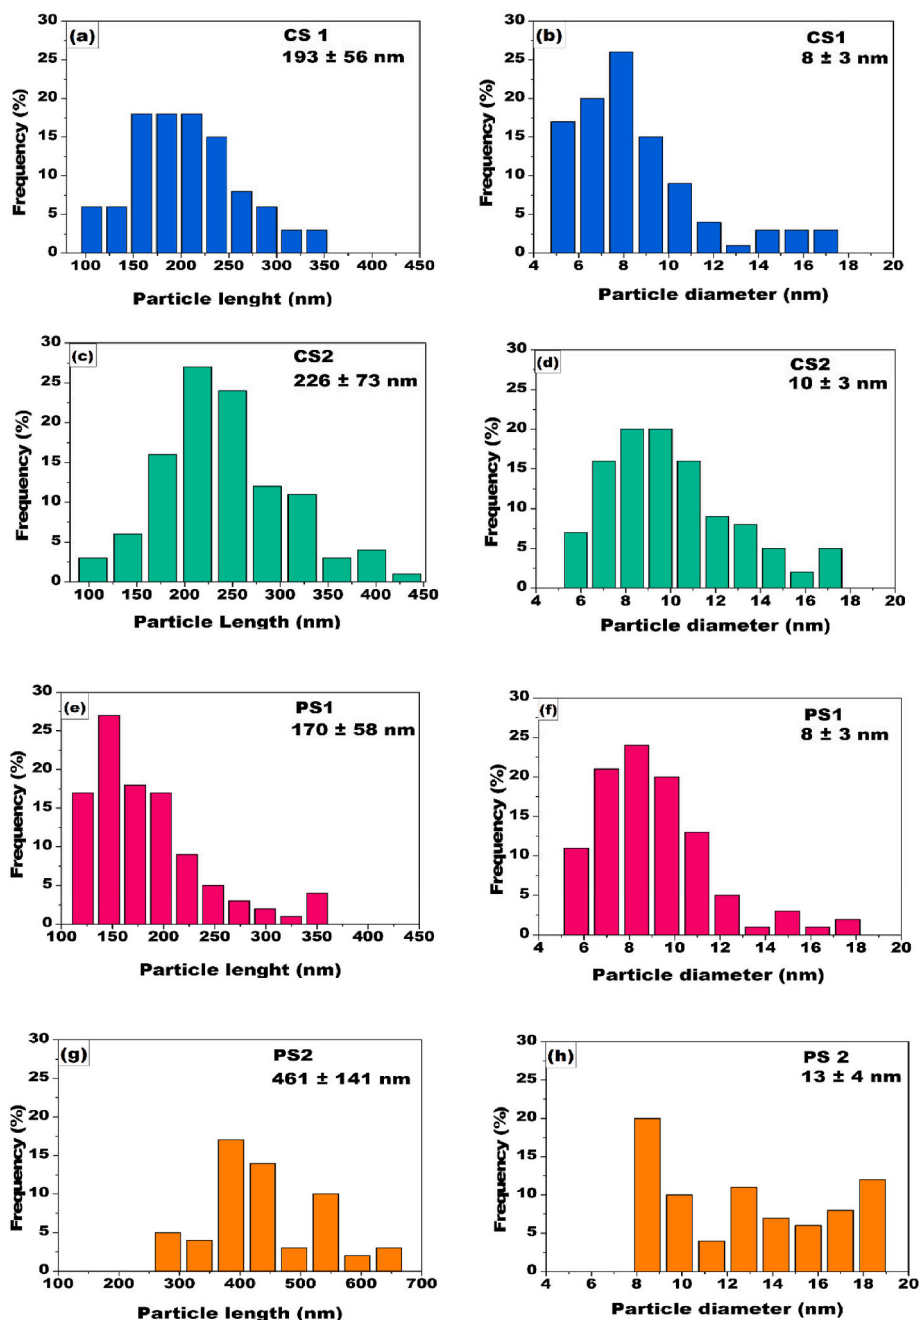 (a)
CS 1
193 ± 56 nm
30
25
20
15
10
5
0
Frequency (%)
100 150 200 250 300 350 400 450
Particle lenght (nm)
(b)
CS1
8 ± 3 nm
30
25
20
15
10
5
0
Frequency (%)
4 6 8 10 12 14 16 18 20
Particle diameter (nm)
(c)
CS2
226 ± 73 nm
30
25
20
15
10
5
0
Frequency (%)
100 150 200 250 300 350 400 450
Particle Length (nm)
(d)
CS2
10 ± 3 nm
30
25
20
15
10
5
0
Frequency (%)
4 6 8 10 12 14 16 18 20
Particle diameter (nm)
(e)
PS1
170 ± 58 nm
30
25
20
15
10
5
0
Frequency (%)
100 150 200 250 300 350 400 450
Particle lenght (nm)
(f)
PS1
8 ± 3 nm
30
25
20
15
10
5
0
Frequency (%)
4 6 8 10 12 14 16 18 20
Particle diameter (nm)
(g)
PS2
461 ± 141 nm
30
25
20
15
10
5
0
Frequency (%)
100 200 300 400 500 600 700
Particle length (nm)
(h)
PS 2
13 ± 4 nm
30
25
20
15
10
5
0
Frequency (%)
4 6 8 10 12 14 16 18 20
Particle diameter (nm)